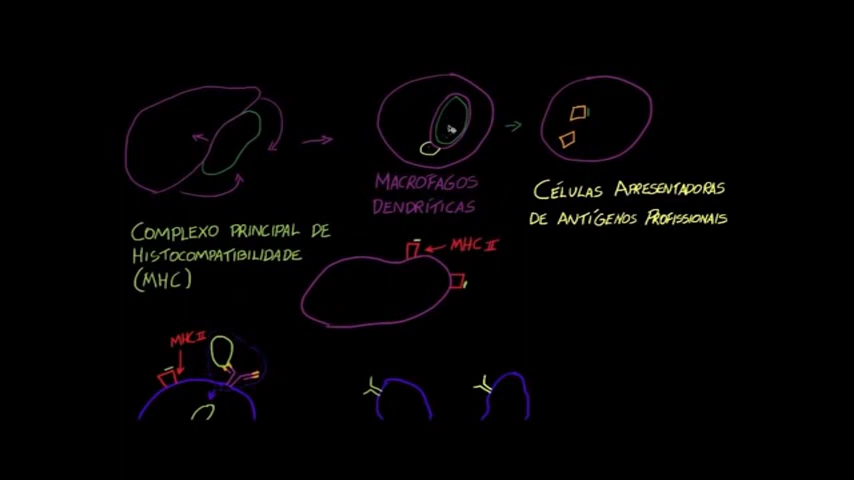 MACRÓFAGOS
DENDRÍTICAS
CÉLULAS APRESENTADORAS
DE ANTÍGENOS PROFISSIONAIS
COMPLEXO PRINCIPAL DE
HISTOCOMPATIBILIDADE
(MHC)
MHC II
MHC II